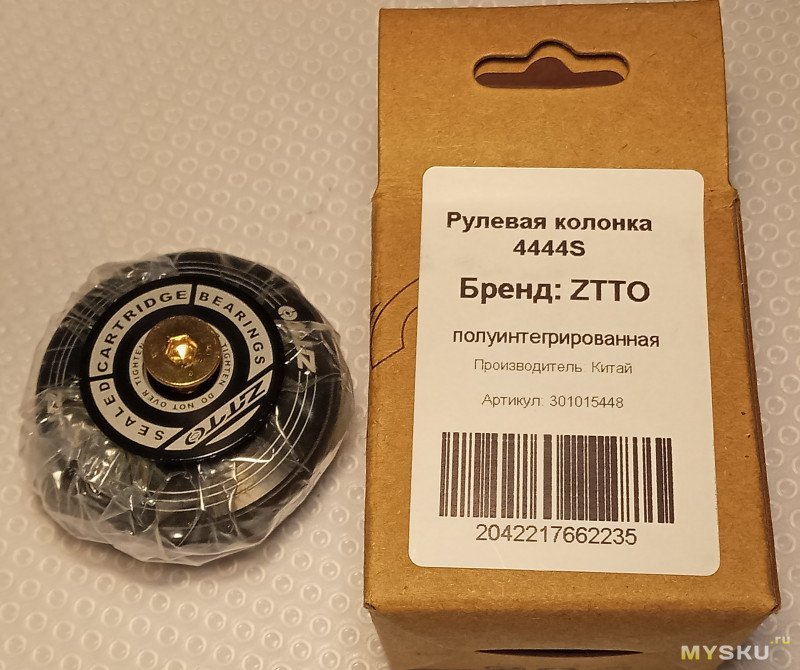 Рулевая колонка
4444S
Бренд: ZTTO
полуинтегрированная
Производитель: Китай
Артикул: 301015448
2042217662235
SEALED CARTRIDGE BEARINGS
ZTTO
TIGHTEN DO NOT OVER TIGHTEN
MYSKU.ru